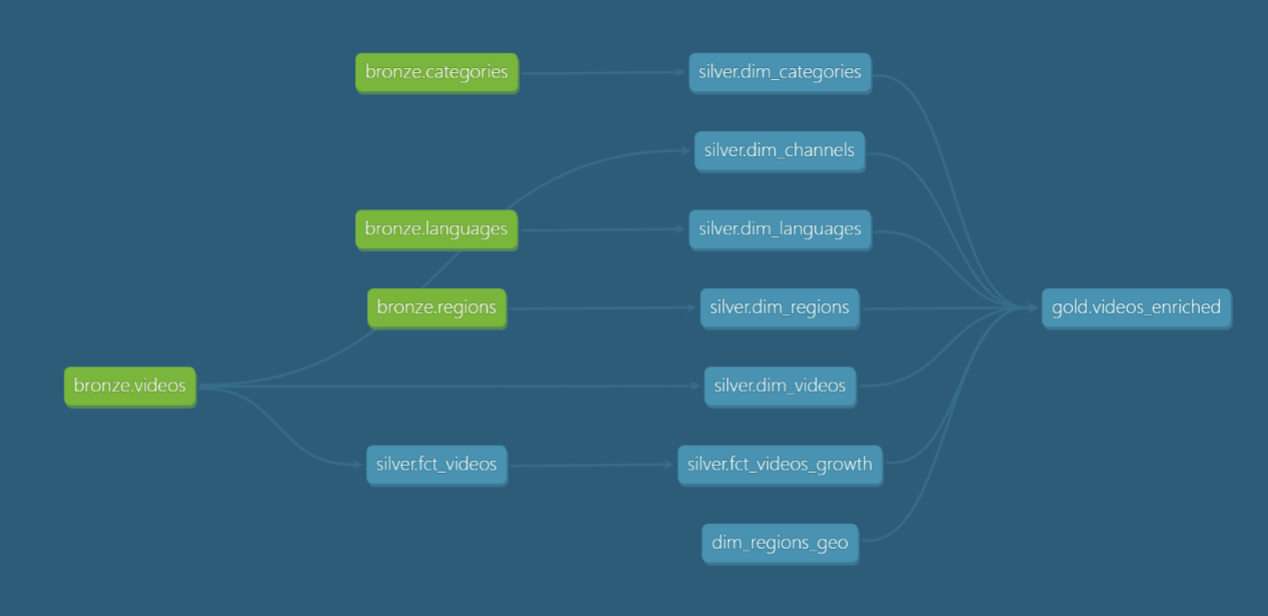 bronze.categories
silver.dim_categories
silver.dim_channels
bronze.languages
silver.dim_languages
bronze.regions
silver.dim_regions
gold.videos_enriched
bronze.videos
silver.dim_videos
silver.fct_videos
silver.fct_videos_growth
dim_regions_geo